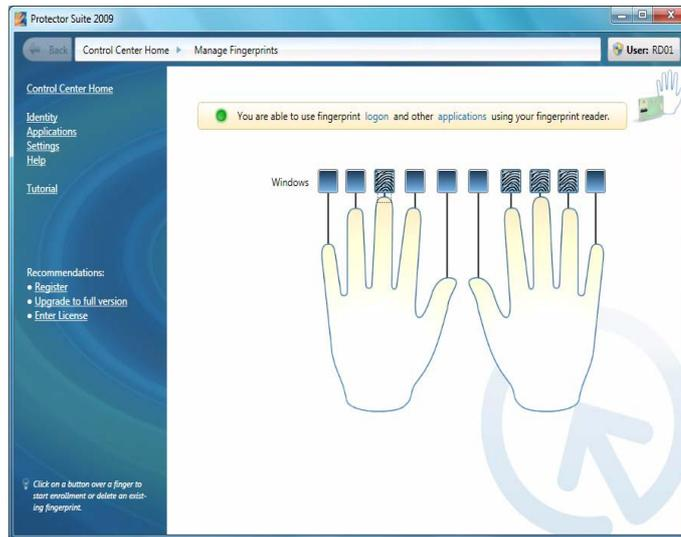 Protector Suite 2009
Back Control Center Home Manage Fingerprints User: RD01
Control Center Home
Identity
Applications
Settings
Help
Tutorial
Recommendations:
• Register
• Upgrade to full version
• Enter License
Click on a button over a finger to
start enrollment or delete an exist-
ing fingerprint.
You are able to use fingerprint logon and other applications using your fingerprint reader.
Windows